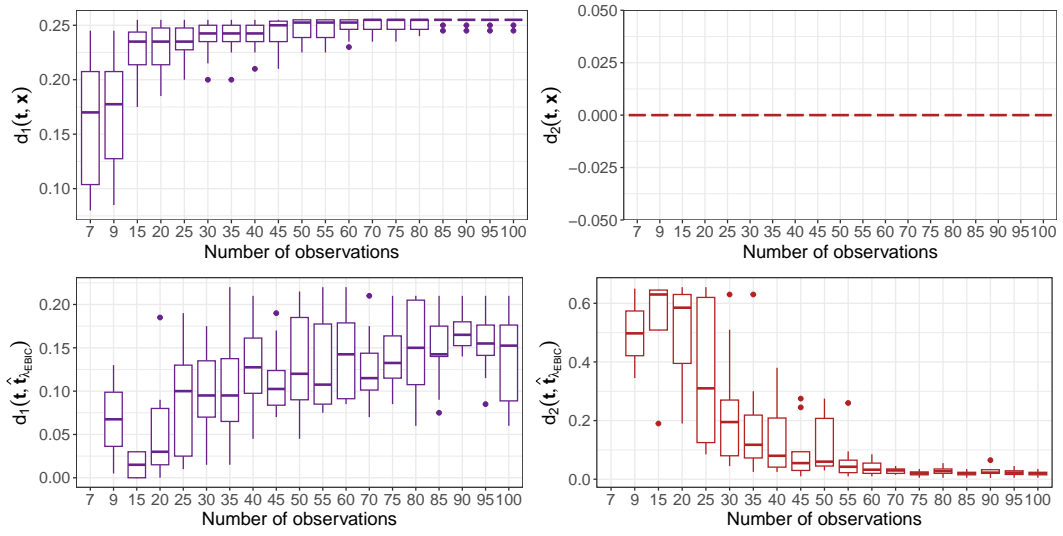 d₁(t, x)
0.25
0.20
0.15
0.10
7 9 15 20 25 30 35 40 45 50 55 60 70 75 80 85 90 95 100
Number of observations
d₂(t, x)
0.050
0.025
0.000
−0.025
−0.050
7 9 15 20 25 30 35 40 45 50 55 60 70 75 80 85 90 95 100
Number of observations
d₁(t, t̂_λEBIC)
0.20
0.15
0.10
0.05
0.00
7 9 15 20 25 30 35 40 45 50 55 60 70 75 80 85 90 95 100
Number of observations
d₂(t, t̂_λEBIC)
0.6
0.4
0.2
0.0
7 9 15 20 25 30 35 40 45 50 55 60 70 75 80 85 90 95 100
Number of observations